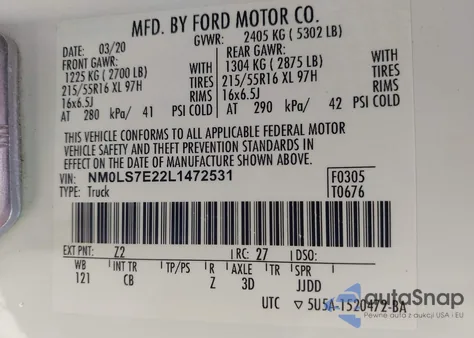 MFD. BY FORD MOTOR CO.
DATE: 03/20 GVWR: 2405 KG ( 5302 LB)
FRONT GAWR: REAR GAWR:
1225 KG ( 2700 LB) WITH 1304 KG ( 2875 LB) WITH
215/55R16 XL 97H TIRES 215/55R16 XL 97H TIRES
16x6.5J RIMS 16x6.5J RIMS
AT 280 kPa/ 41 PSI COLD AT 290 kPa/ 42 PSI COLD
THIS VEHICLE CONFORMS TO ALL APPLICABLE FEDERAL MOTOR
VEHICLE SAFETY AND THEFT PREVENTION STANDARDS IN
EFFECT ON THE DATE OF MANUFACTURE SHOWN ABOVE.
VIN: NM0LS7E22L1472531 F0305
TYPE: Truck T0676
EXT PNT: Z2 RC: 27 DSO:
WB INT TR TP/PS R AXLE TR SPR
121 CB Z 3D JJDD
UTC ▽ 5U5A-1520472-BA
autoSnap
Pewne auta z aukcji USA i EU